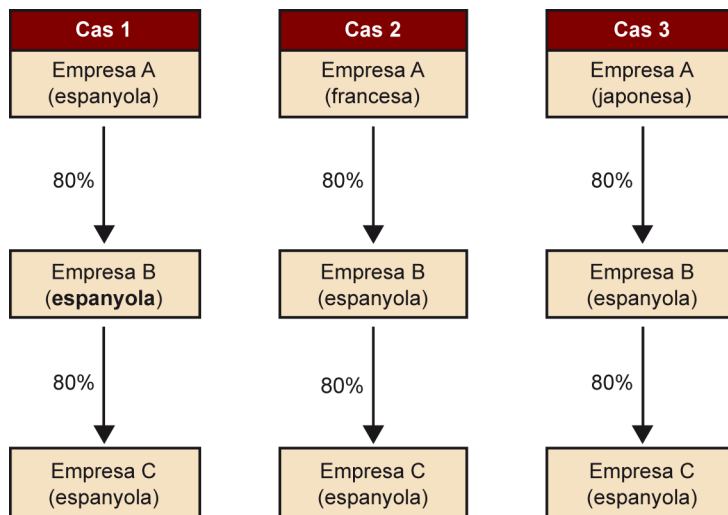 Cas 1
Empresa A
(espanyola)
80%
Empresa B
(espanyola)
80%
Empresa C
(espanyola)
Cas 2
Empresa A
(francesa)
80%
Empresa B
(espanyola)
80%
Empresa C
(espanyola)
Cas 3
Empresa A
(japonesa)
80%
Empresa B
(espanyola)
80%
Empresa C
(espanyola)